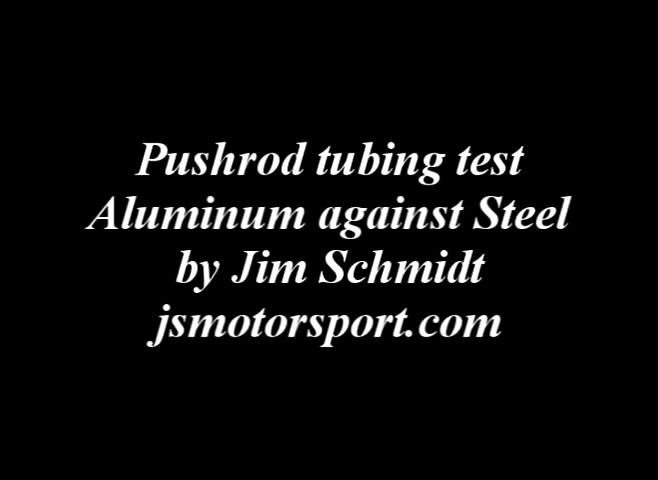 Pushrod tubing test
Aluminum against Steel
by Jim Schmidt
jsmotorsport.com